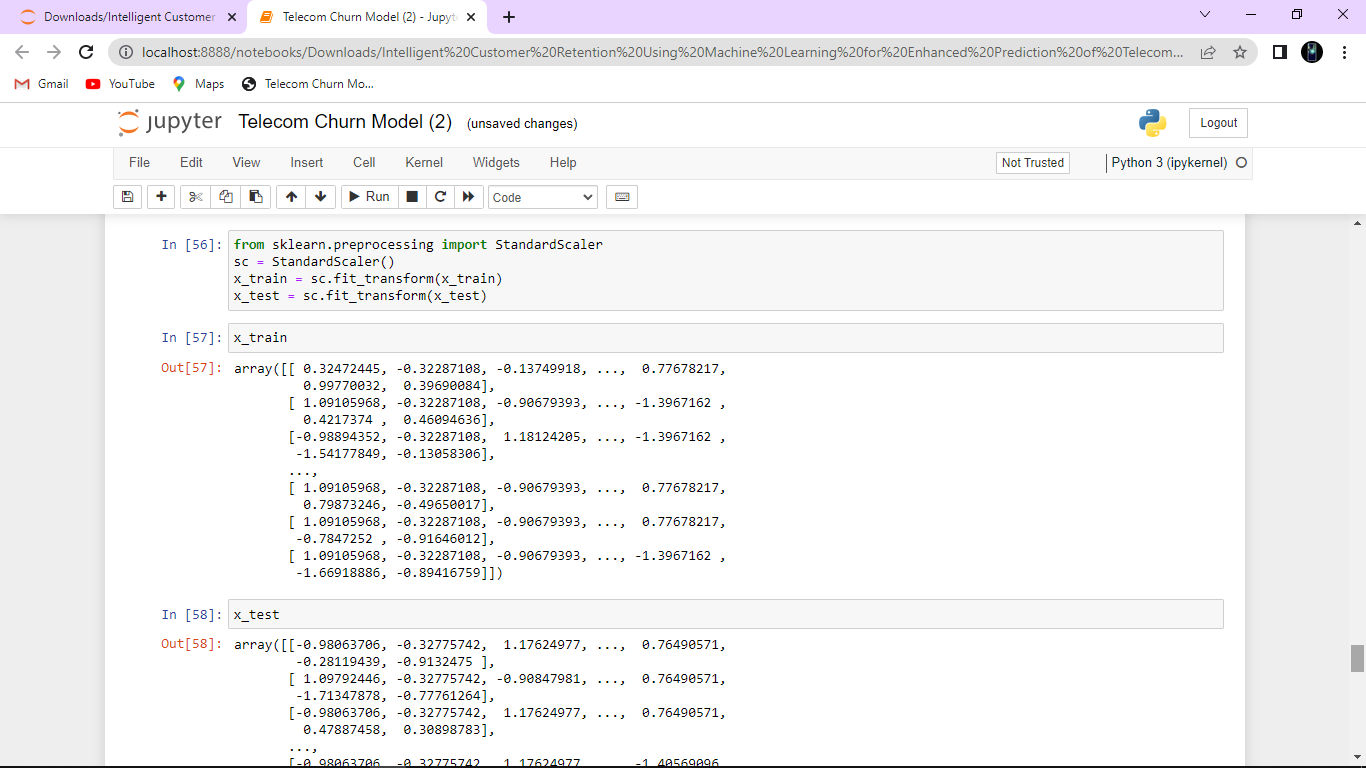 Downloads/Intelligent Customer
Telecom Churn Model (2) - Jupyt
localhost:8888/notebooks/Downloads/Intelligent%20Customer%20Retention%20Using%20Machine%20Learning%20for%20Enhanced%20Prediction%20of%20Telecom...
Gmail YouTube Maps Telecom Churn Mo...
jupyter Telecom Churn Model (2) (unsaved changes) Logout
File Edit View Insert Cell Kernel Widgets Help Not Trusted Python 3 (ipykernel)
Run Code
In [56]: from sklearn.preprocessing import StandardScaler
sc = StandardScaler()
x_train = sc.fit_transform(x_train)
x_test = sc.fit_transform(x_test)
In [57]: x_train
Out[57]: array([[ 0.32472445, -0.32287108, -0.13749918, ..., 0.77678217,
0.99770032, 0.39690084],
[ 1.09105968, -0.32287108, -0.90679393, ..., -1.3967162 ,
0.4217374 , 0.46094636],
[-0.98894352, -0.32287108, 1.18124205, ..., -1.3967162 ,
-1.54177849, -0.13058306],
...,
[ 1.09105968, -0.32287108, -0.90679393, ..., 0.77678217,
0.79873246, -0.49650017],
[ 1.09105968, -0.32287108, -0.90679393, ..., 0.77678217,
-0.7847252 , -0.91646012],
[ 1.09105968, -0.32287108, -0.90679393, ..., -1.3967162 ,
-1.66918886, -0.89416759]])
In [58]: x_test
Out[58]: array([[-0.98063706, -0.32775742, 1.17624977, ..., 0.76490571,
-0.28119439, -0.9132475 ],
[ 1.09792446, -0.32775742, -0.90847981, ..., 0.76490571,
-1.71347878, -0.77761264],
[-0.98063706, -0.32775742, 1.17624977, ..., 0.76490571,
0.47887458, 0.30898783],
...,
[-0.98063706, -0.32775742, 1.17624977, ..., -1.40569096,